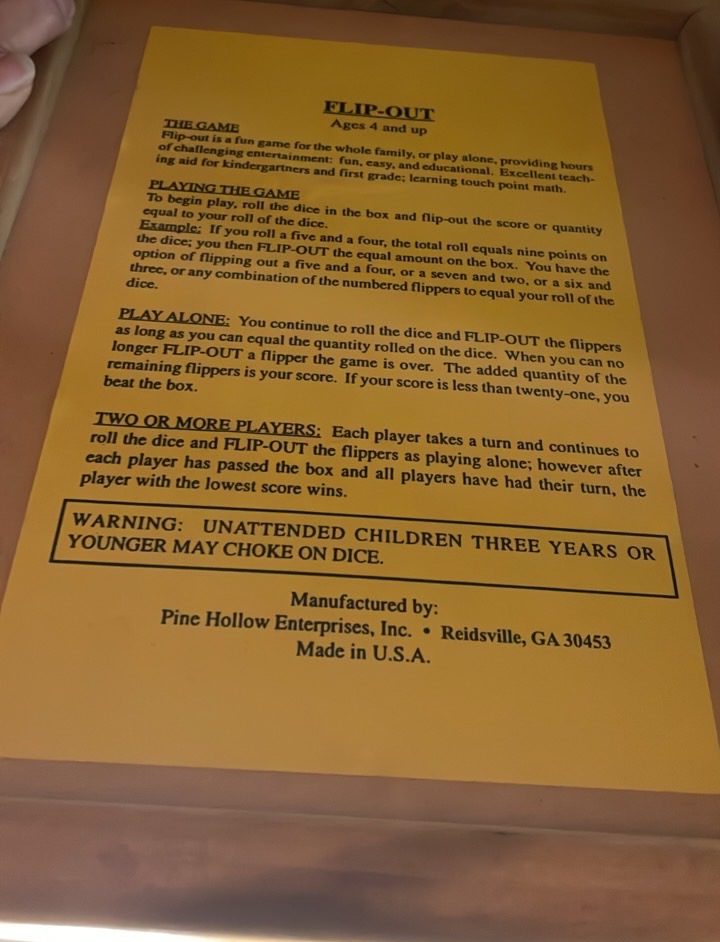 FLIP-OUT
Ages 4 and up
THE GAME
Flip-out is a fun game for the whole family, or play alone, providing hours
of challenging entertainment: fun, easy, and educational. Excellent teach-
ing aid for kindergartners and first grade; learning touch point math.
PLAYING THE GAME
To begin play, roll the dice in the box and flip-out the score or quantity
equal to your roll of the dice.
Example: If you roll a five and a four, the total roll equals nine points on
the dice; you then FLIP-OUT the equal amount on the box. You have the
option of flipping out a five and a four, or a seven and two, or a six and
three, or any combination of the numbered flippers to equal your roll of the
dice.
PLAY ALONE: You continue to roll the dice and FLIP-OUT the flippers
as long as you can equal the quantity rolled on the dice. When you can no
longer FLIP-OUT a flipper the game is over. The added quantity of the
remaining flippers is your score. If your score is less than twenty-one, you
beat the box.
TWO OR MORE PLAYERS: Each player takes a turn and continues to
roll the dice and FLIP-OUT the flippers as playing alone; however after
each player has passed the box and all players have had their turn, the
player with the lowest score wins.
WARNING: UNATTENDED CHILDREN THREE YEARS OR
YOUNGER MAY CHOKE ON DICE.
Manufactured by:
Pine Hollow Enterprises, Inc. • Reidsville, GA 30453
Made in U.S.A.